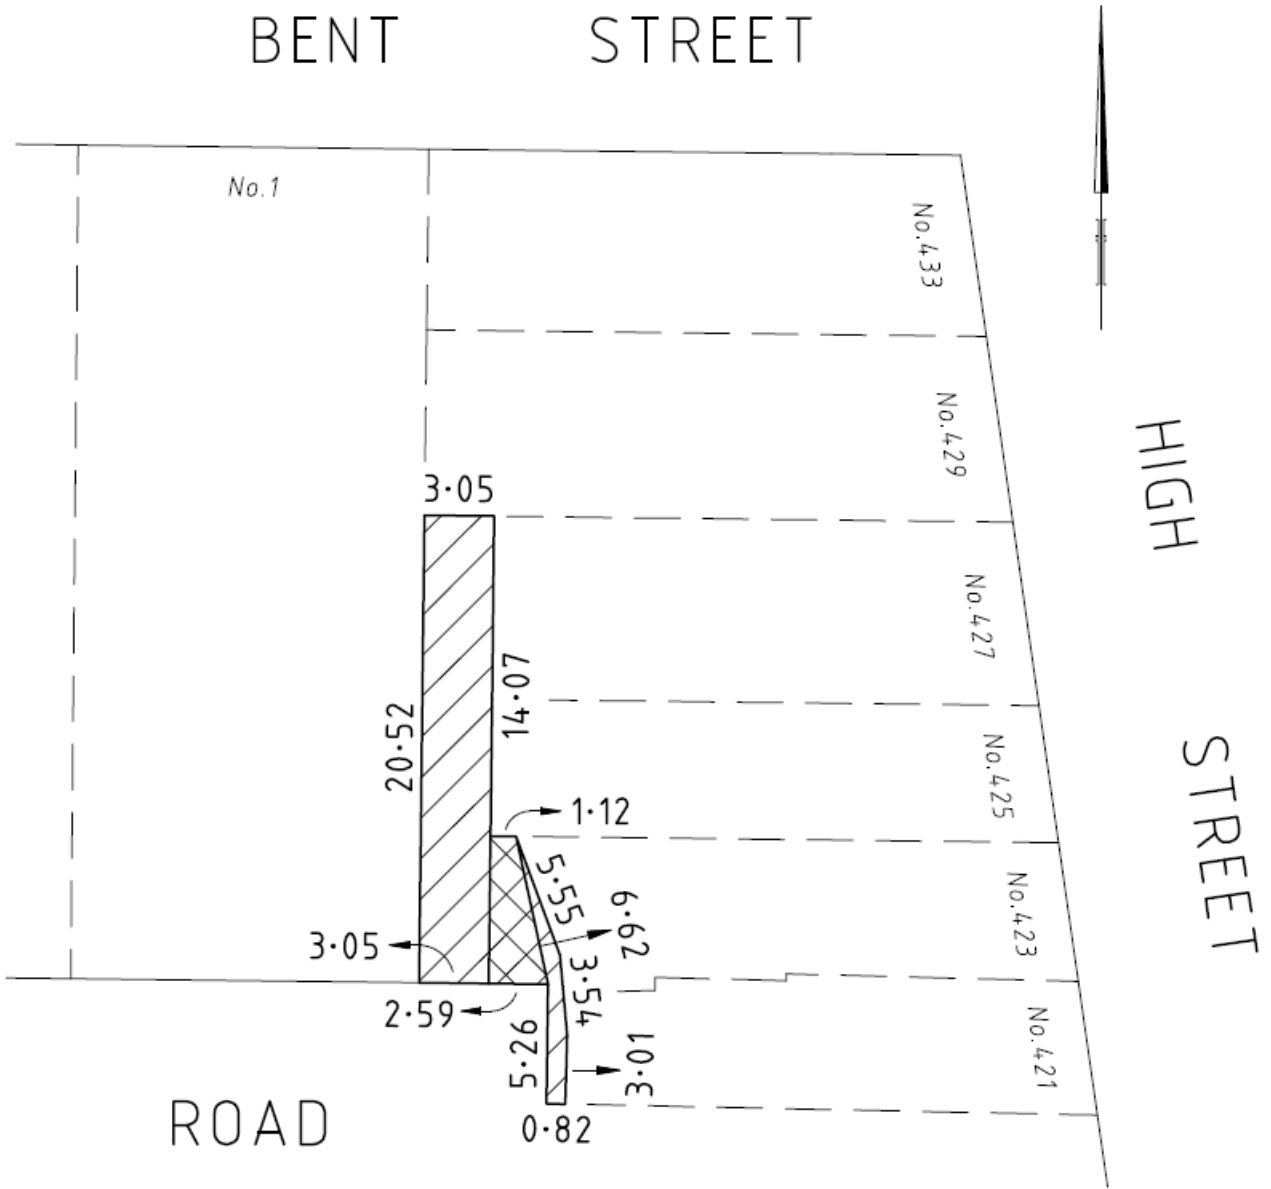 BENT STREET
No.1
No.433
No.429
HIGH
STREET
3·05
No.427
14·07
20·52
No.425
1·12
5·55
6·62
No.423
3·05
3·54
2·59
5·26
3·01
No.421
ROAD
0·82